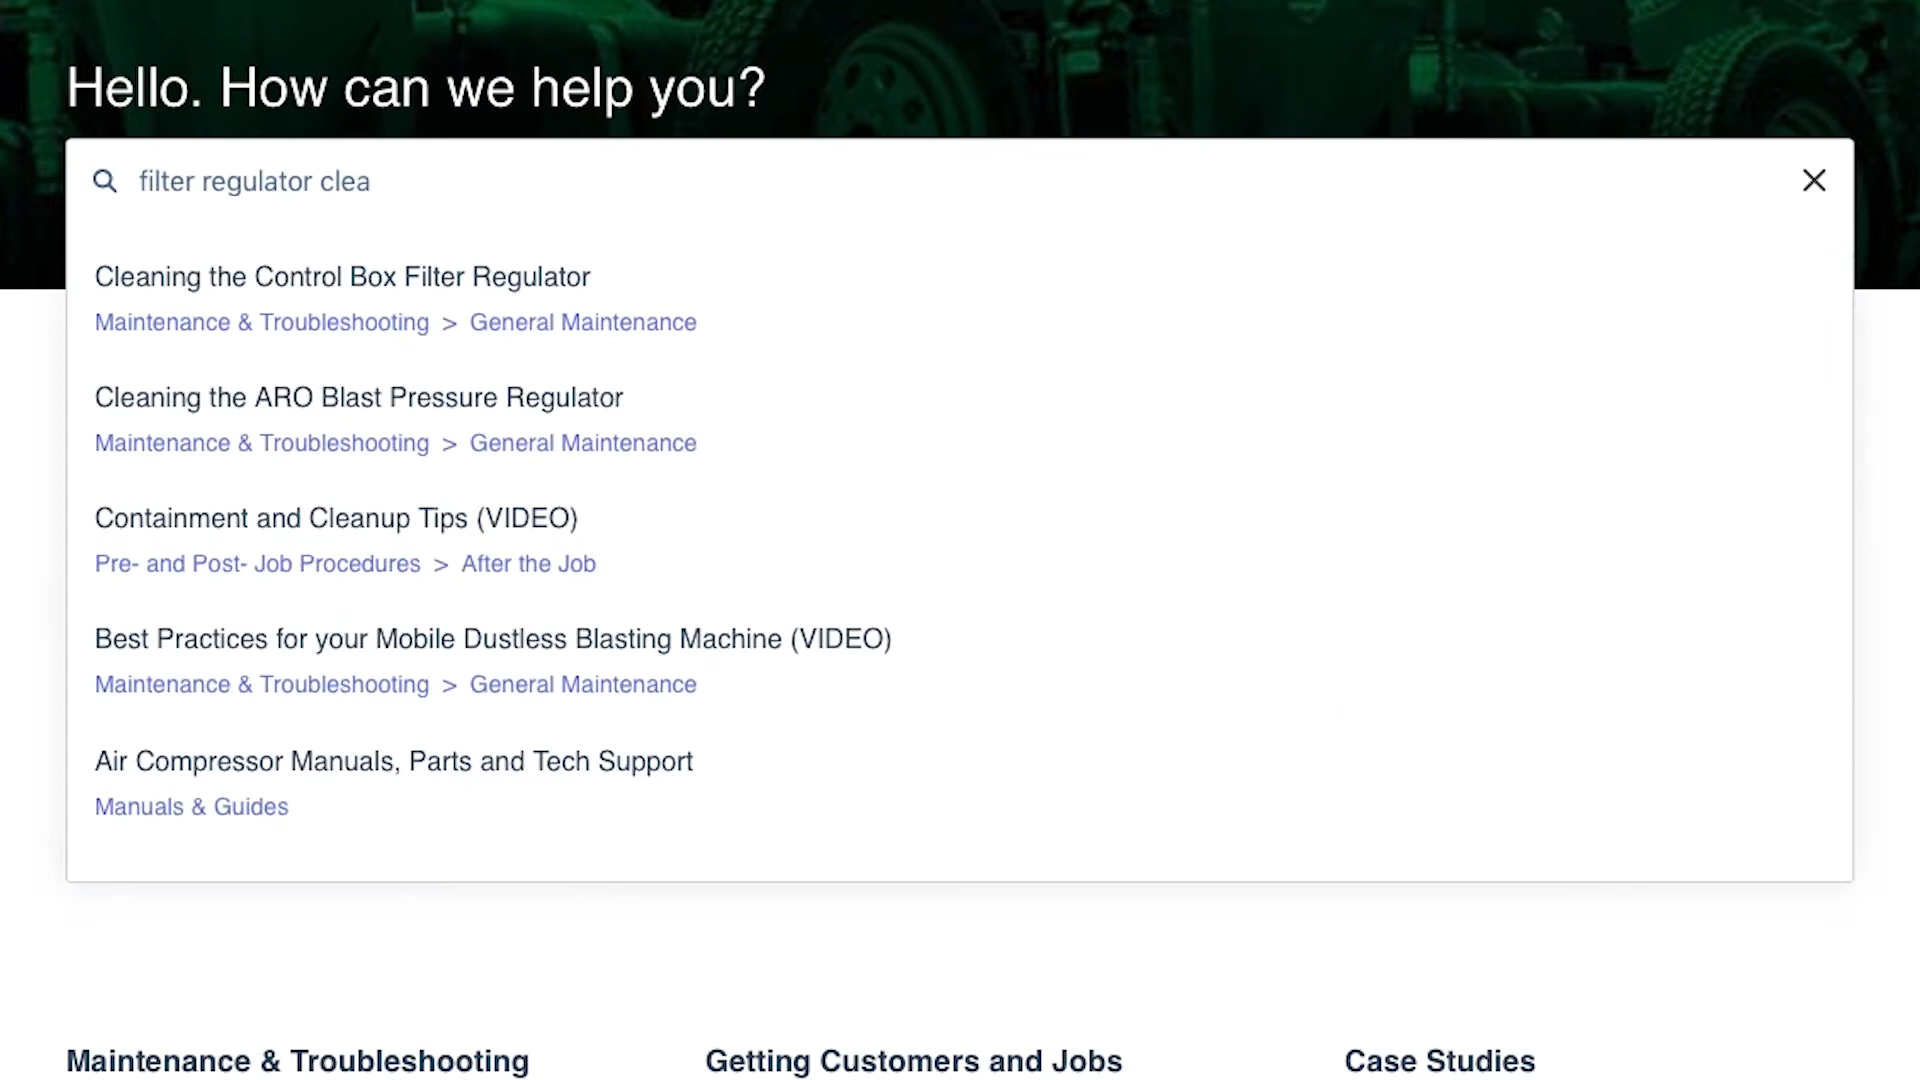 Hello. How can we help you?
filter regulator clea
Cleaning the Control Box Filter Regulator
Maintenance & Troubleshooting > General Maintenance
Cleaning the ARO Blast Pressure Regulator
Maintenance & Troubleshooting > General Maintenance
Containment and Cleanup Tips (VIDEO)
Pre- and Post- Job Procedures > After the Job
Best Practices for your Mobile Dustless Blasting Machine (VIDEO)
Maintenance & Troubleshooting > General Maintenance
Air Compressor Manuals, Parts and Tech Support
Manuals & Guides
Maintenance & Troubleshooting
Getting Customers and Jobs
Case Studies